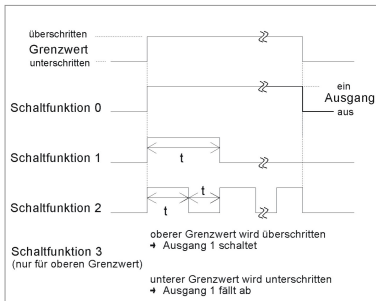 überschritten
Grenzwert
unterschritten
ein
Ausgang
aus
Schaltfunktion 0
Schaltfunktion 1
t
Schaltfunktion 2
t
t
Schaltfunktion 3
(nur für oberen Grenzwert)
oberer Grenzwert wird überschritten
➔ Ausgang 1 schaltet
unterer Grenzwert wird unterschritten
➔ Ausgang 1 fällt ab